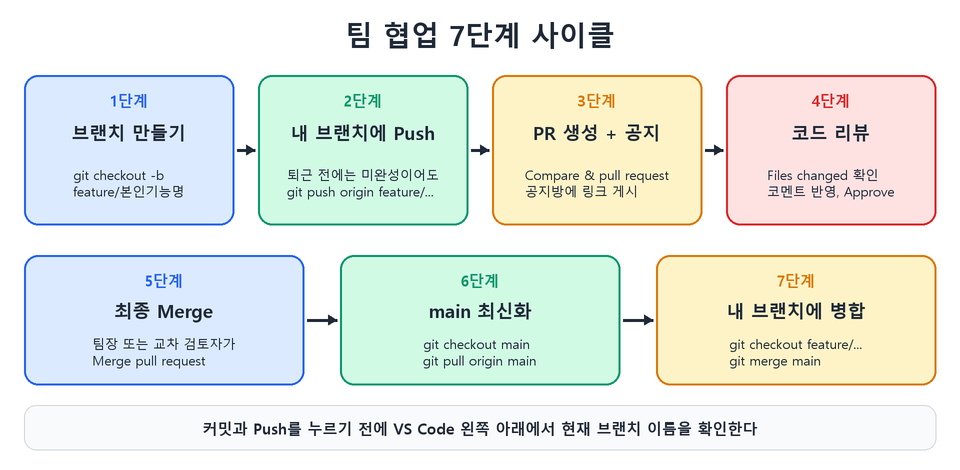 팀 협업 7단계 사이클
1단계
브랜치 만들기
git checkout -b
feature/본인기능명
2단계
내 브랜치에 Push
퇴근 전에는 미완성이어도
git push origin feature/...
3단계
PR 생성 + 공지
Compare & pull request
공지방에 링크 게시
4단계
코드 리뷰
Files changed 확인
코멘트 반영, Approve
5단계
최종 Merge
팀장 또는 교차 검토자가
Merge pull request
6단계
main 최신화
git checkout main
git pull origin main
7단계
내 브랜치에 병합
git checkout feature/...
git merge main
커밋과 Push를 누르기 전에 VS Code 왼쪽 아래에서 현재 브랜치 이름을 확인한다